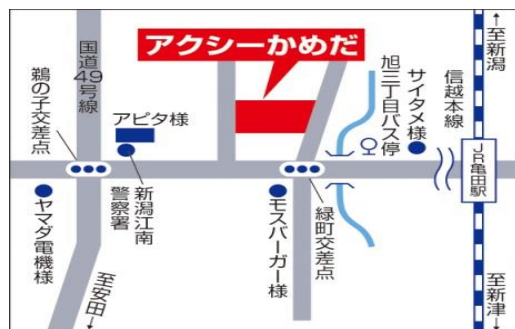 アクシーかめだ
国道49号線
鵜の子交差点
アピタ様
新潟江南
警察署
ヤマダ電機様
至安田
モスバーガー様
緑町交差点
旭三丁目バス停
サイタメ様
信越本線
至新潟
JR亀田駅
至新津